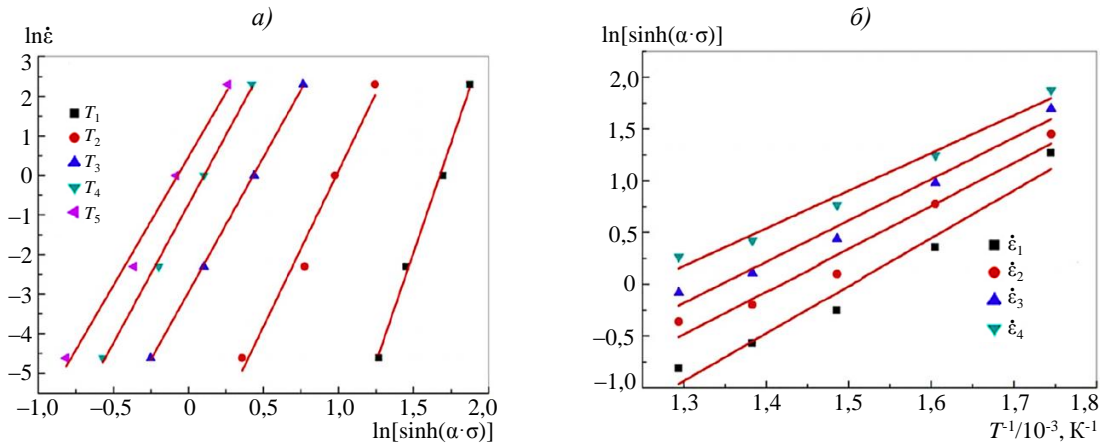 а)
lnε̇
3
2
1
0
–1
–2
–3
–4
–5
T1
T2
T3
T4
T5
–1,0 –0,5 0 0,5 1,0 1,5 2,0
ln[sinh(α·σ)]
б)
ln[sinh(α·σ)]
2,0
1,5
1,0
0,5
0
–0,5
–1,0
ε̇1
ε̇2
ε̇3
ε̇4
1,3 1,4 1,5 1,6 1,7 1,8
T-1/10-3, К-1